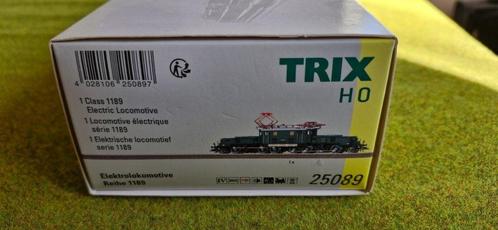 4 028106 250897
TRIX
H0
1 Class 1189
Electric Locomotive
1 Locomotive électrique
série 1189
1 Elektrische locomotief
serie 1189
Elektrolokomotive
Reihe 1189
25089